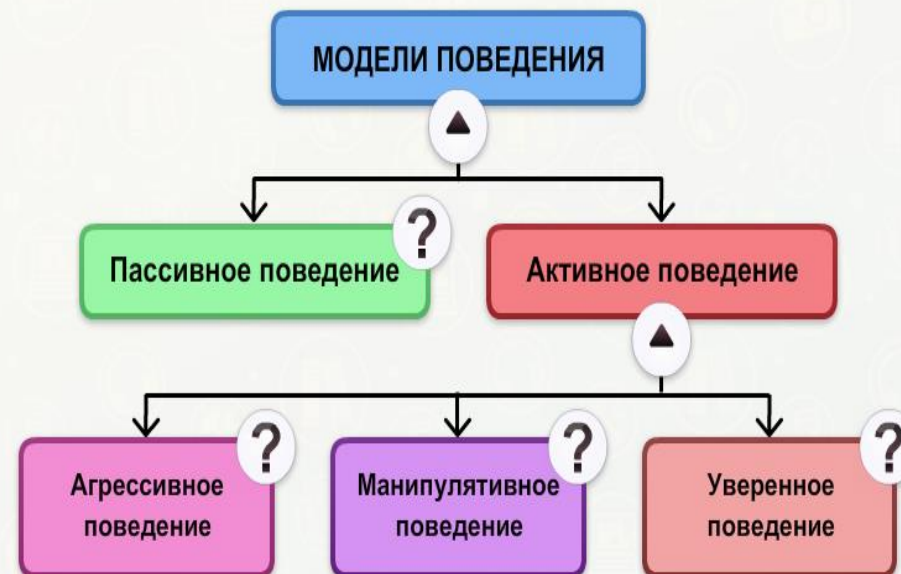 МОДЕЛИ ПОВЕДЕНИЯ
?
Пассивное поведение
Активное поведение
?
?
?
Агрессивное
поведение
Манипулятивное
поведение
Уверенное
поведение